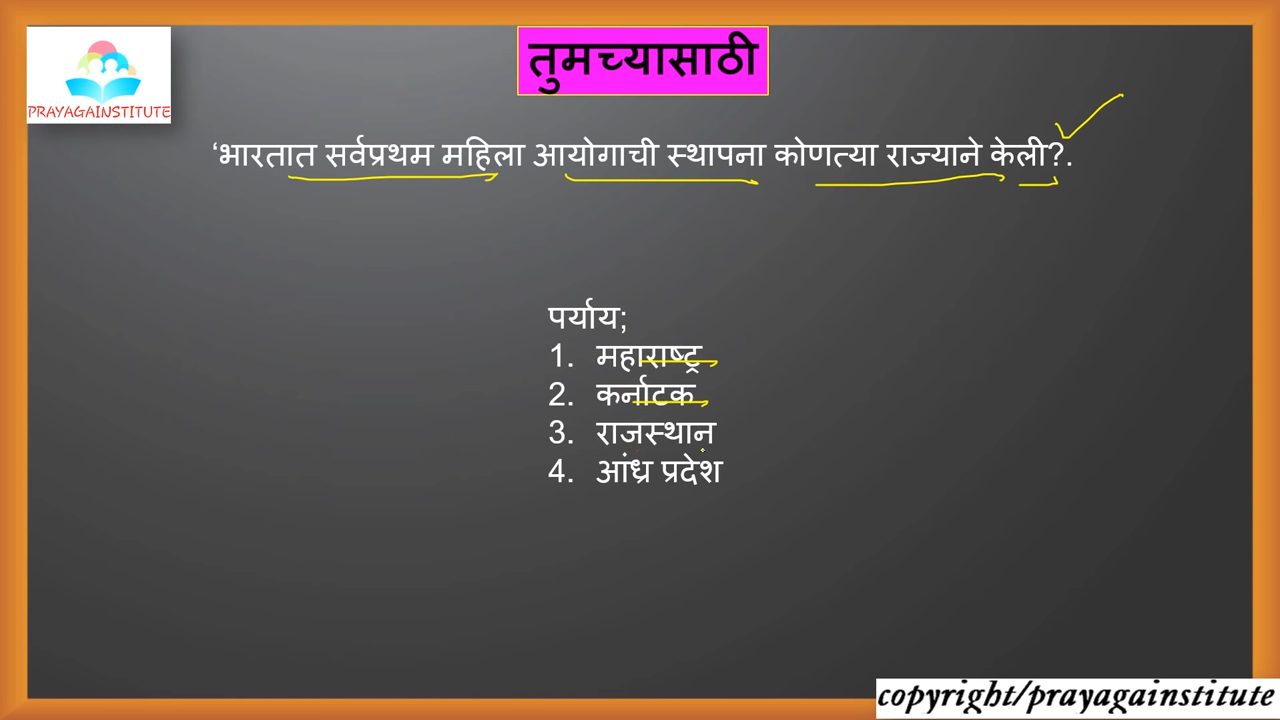 तुमच्यासाठी
PRAYAGAINSTITUTE
‘भारतात सर्वप्रथम महिला आयोगाची स्थापना कोणत्या राज्याने केली?.
पर्याय;
1. महाराष्ट्र
2. कर्नाटक
3. राजस्थान
4. आंध्र प्रदेश
copyright/prayagainstitute